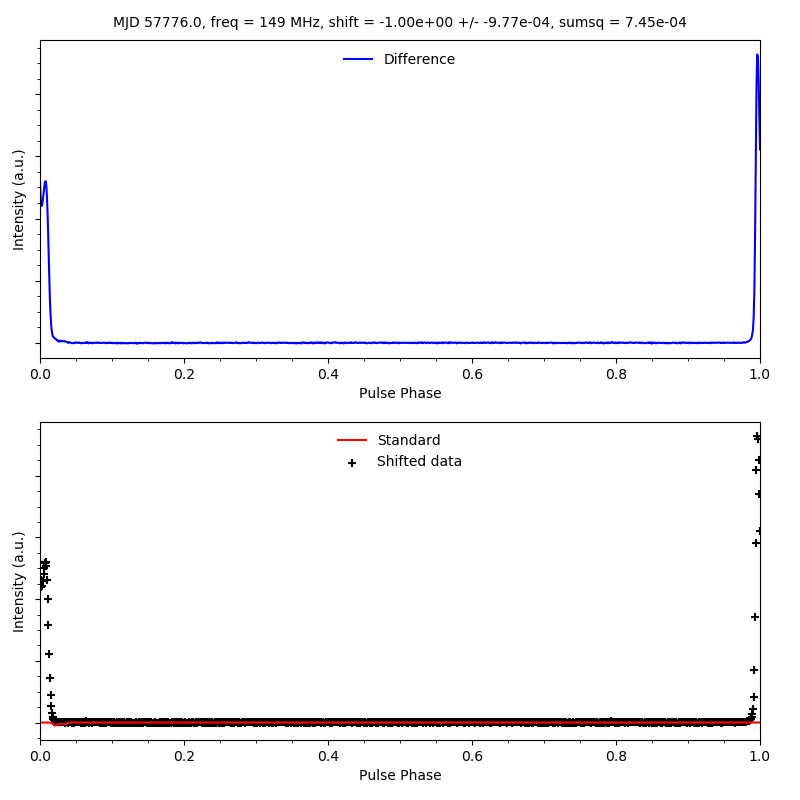 MJD 57776.0, freq = 149 MHz, shift = -1.00e+00 +/- -9.77e-04, sumsq = 7.45e-04
Difference
Intensity (a.u.)
0.0 0.2 0.4 0.6 0.8 1.0
Pulse Phase
Standard
Shifted data
Intensity (a.u.)
0.0 0.2 0.4 0.6 0.8 1.0
Pulse Phase